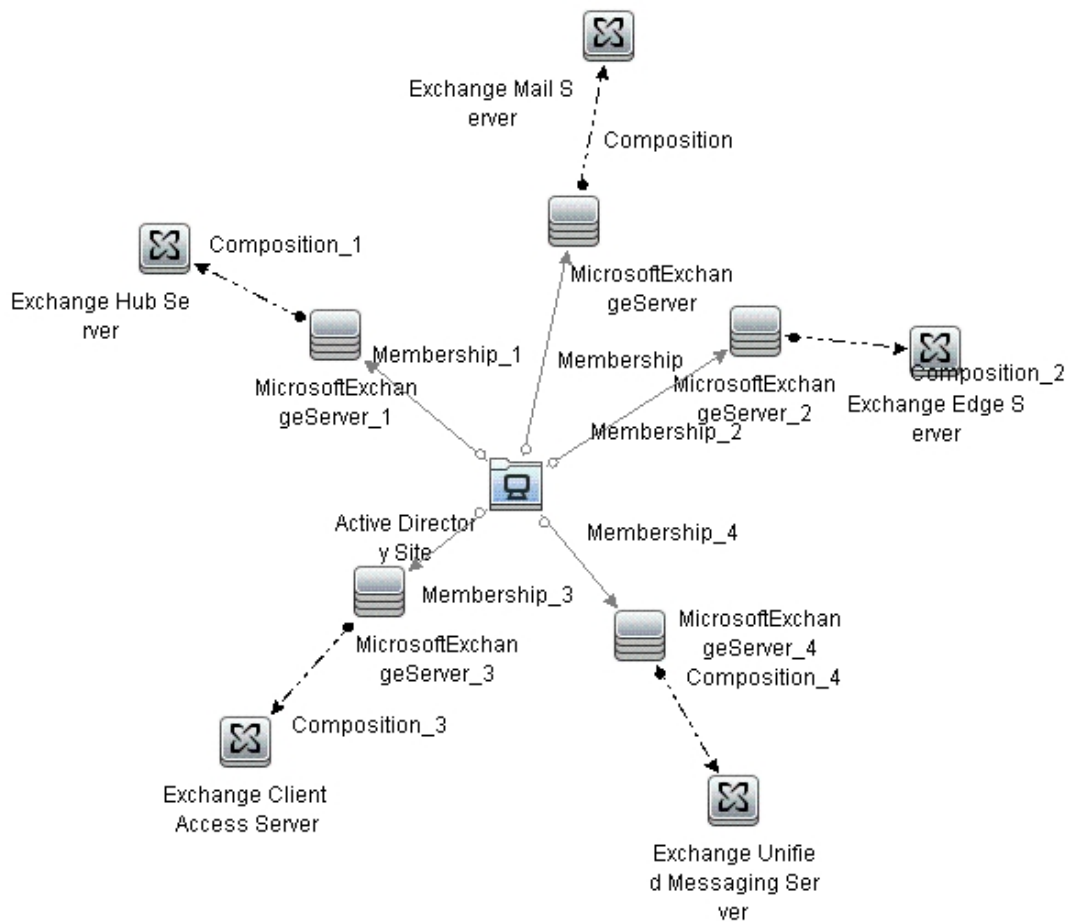 Exchange Mail S
erver
Composition
Composition_1
Exchange Hub Se
rver
MicrosoftExchan
geServer
Membership_1
Membership
MicrosoftExchan
geServer_1
MicrosoftExchan
geServer_2
Composition_2
Exchange Edge S
erver
Membership_2
Active Director
y Site
Membership_4
Membership_3
MicrosoftExchan
geServer_3
MicrosoftExchan
geServer_4
Composition_4
Composition_3
Exchange Client
Access Server
Exchange Unifie
d Messaging Ser
ver